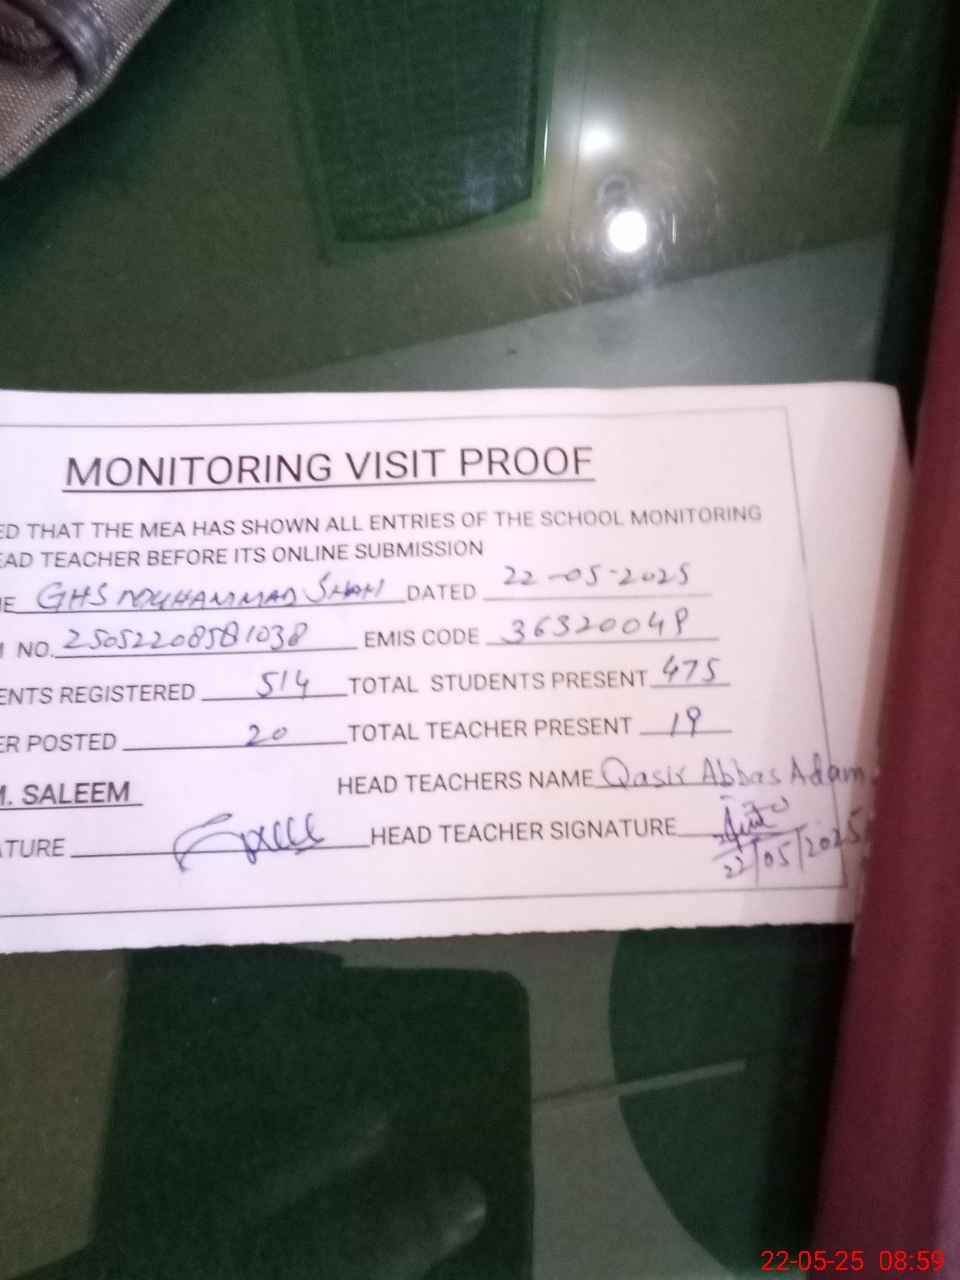 MONITORING VISIT PROOF
ED THAT THE MEA HAS SHOWN ALL ENTRIES OF THE SCHOOL MONITORING
EAD TEACHER BEFORE ITS ONLINE SUBMISSION
E GHS MUHAMMAD SHAH DATED 22-05-2025
NO. 25052208581038 EMIS CODE 36320049
ENTS REGISTERED 514 TOTAL STUDENTS PRESENT 475
ER POSTED 20 TOTAL TEACHER PRESENT 19
M. SALEEM HEAD TEACHERS NAME Qasir Abbas Adam
TURE HEAD TEACHER SIGNATURE
22/05/2025
22-05-25 08:59